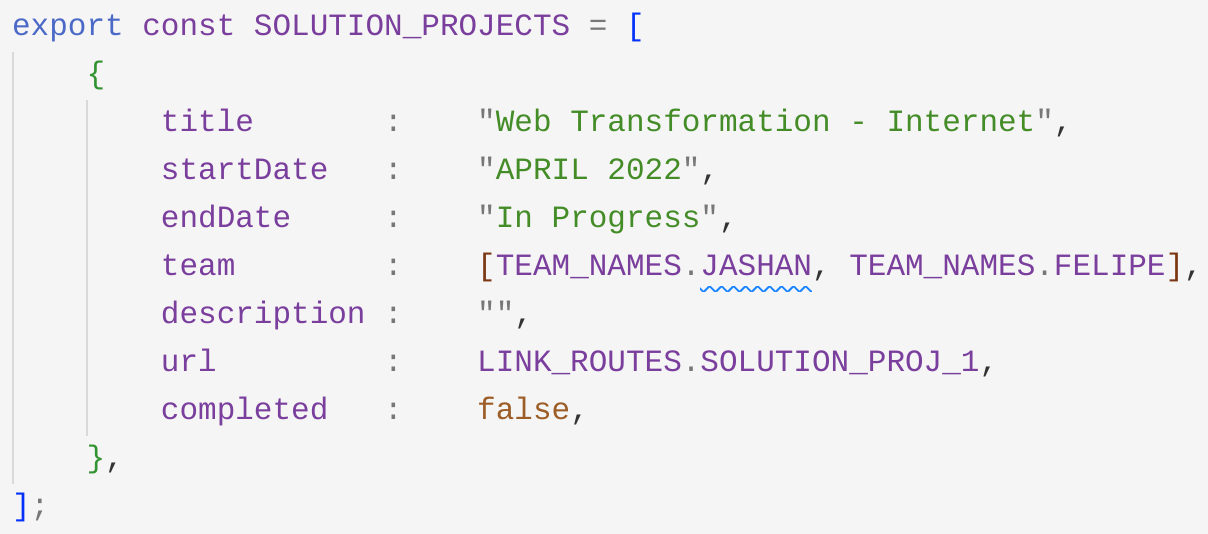 export const SOLUTION_PROJECTS = [
    {
        title       :    "Web Transformation - Internet",
        startDate   :    "APRIL 2022",
        endDate     :    "In Progress",
        team        :    [TEAM_NAMES.JASHAN, TEAM_NAMES.FELIPE],
        description :    "",
        url         :    LINK_ROUTES.SOLUTION_PROJ_1,
        completed   :    false,
    },
];